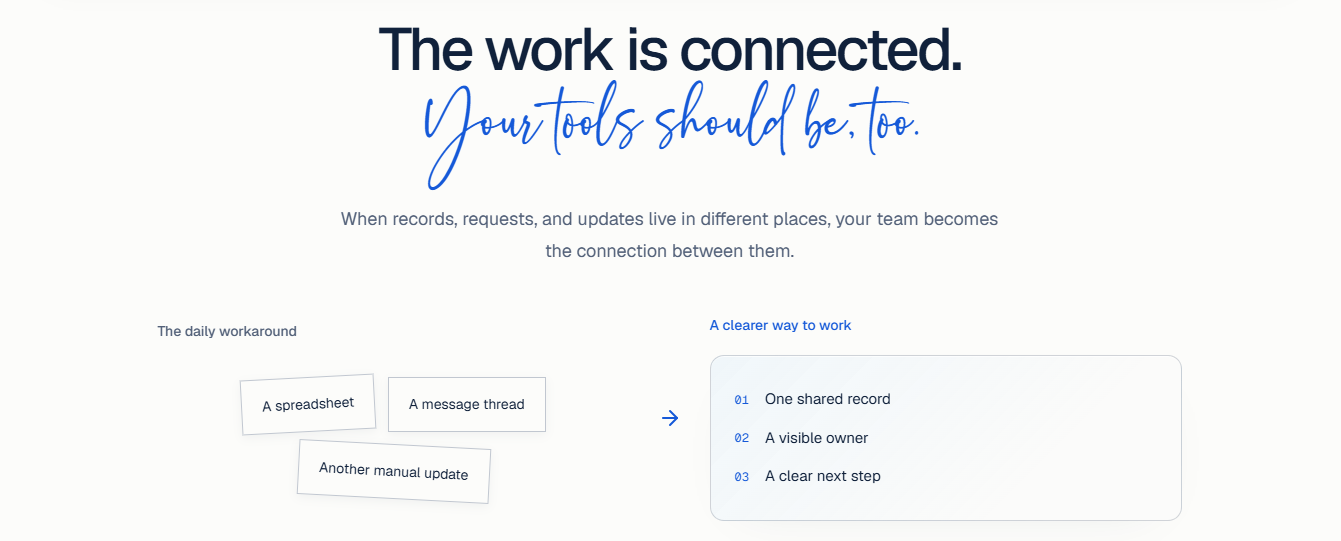 The work is connected.
Your tools should be, too.
When records, requests, and updates live in different places, your team becomes
the connection between them.
The daily workaround
A spreadsheet
A message thread
Another manual update
A clearer way to work
01 One shared record
02 A visible owner
03 A clear next step